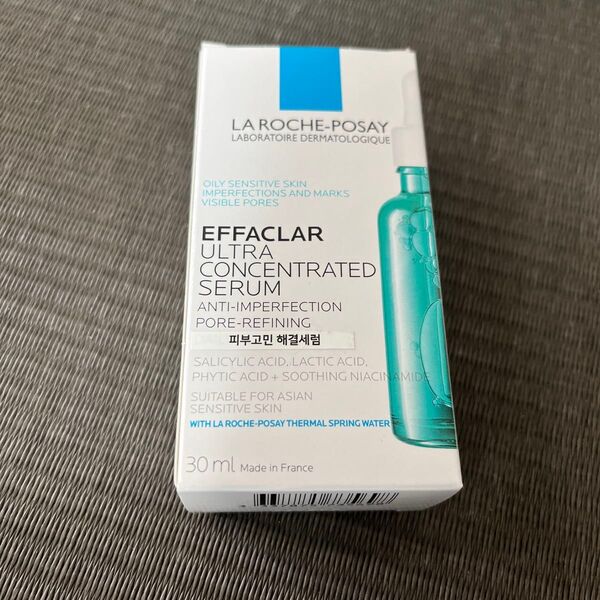 LA ROCHE-POSAY
LABORATOIRE DERMATOLOGIQUE
OILY SENSITIVE SKIN
IMPERFECTIONS AND MARKS
VISIBLE PORES
EFFACLAR
ULTRA
CONCENTRATED
SERUM
ANTI-IMPERFECTION
PORE-REFINING
피부고민 해결세럼
SALICYLIC ACID, LACTIC ACID,
PHYTIC ACID + SOOTHING NIACINAMIDE
SUITABLE FOR ASIAN
SENSITIVE SKIN
WITH LA ROCHE-POSAY THERMAL SPRING WATER
30 ml Made in France